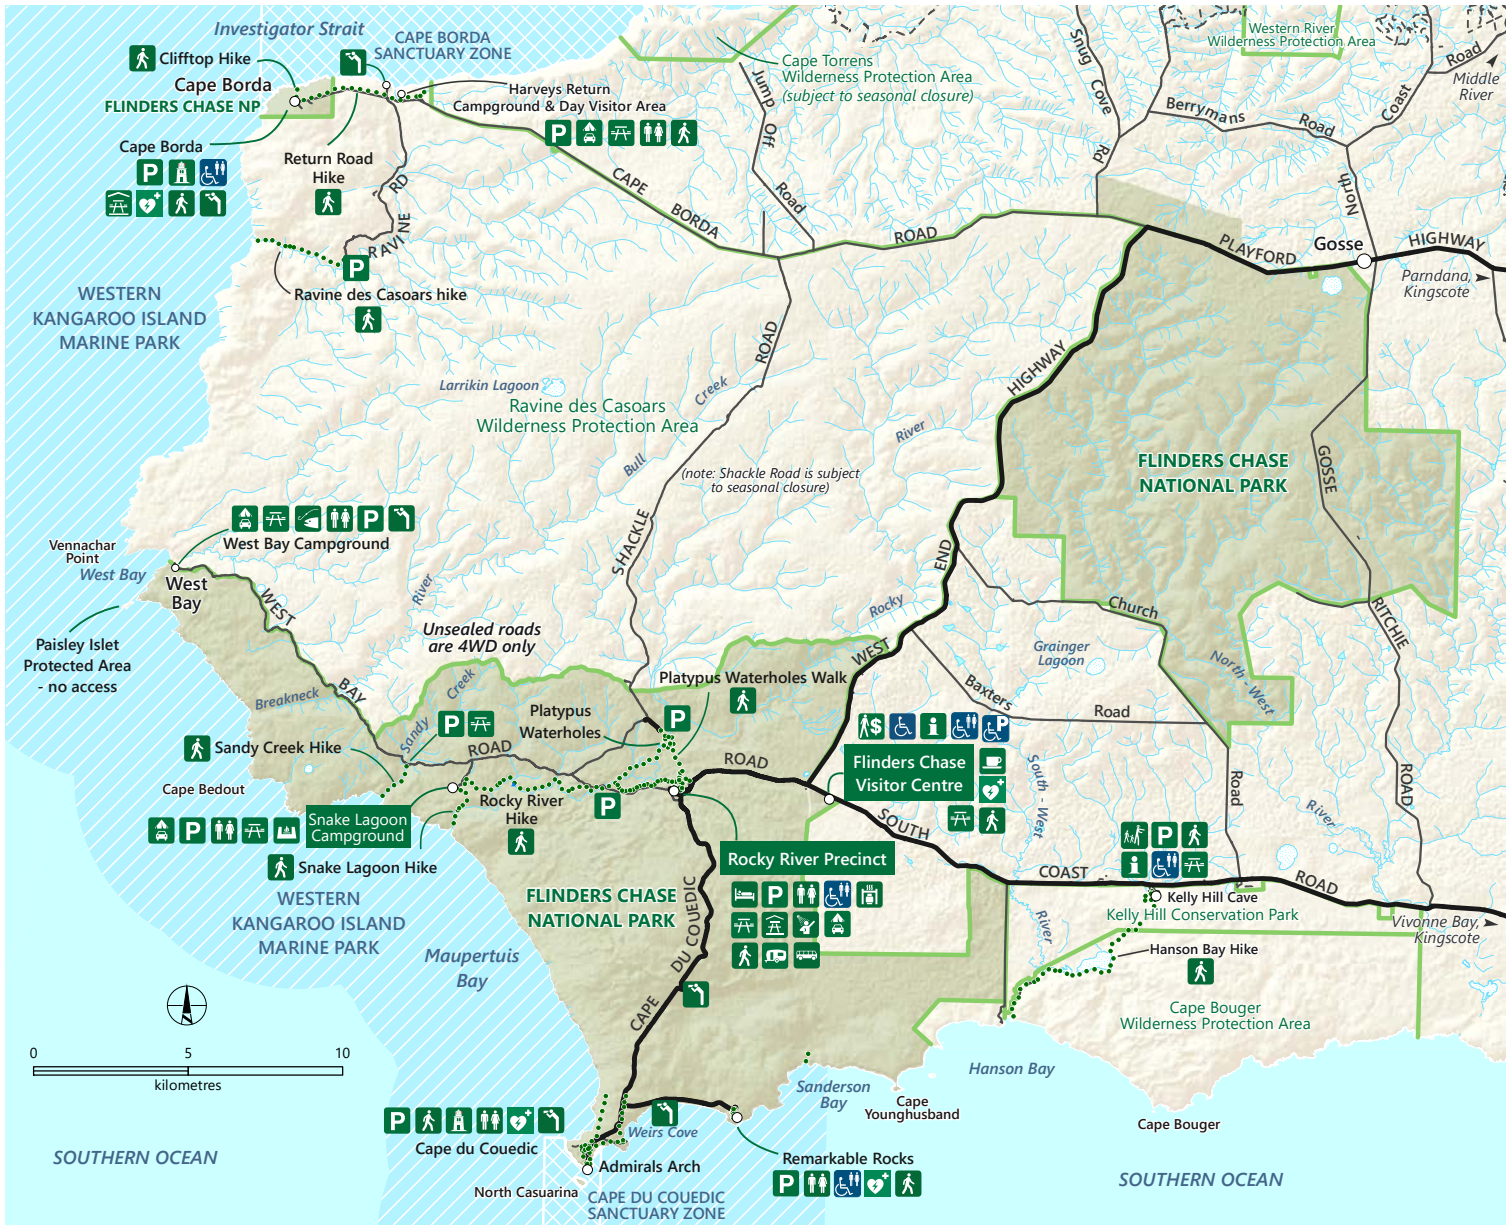 Investigator Strait
CAPE BORDA
SANCTUARY ZONE
Clifftop Hike
Cape Borda
FLINDERS CHASE NP
Cape Borda
P
Return Road
Hike
Harveys Return
Campground & Day Visitor Area
P
Cape Torrens
Wilderness Protection Area
(subject to seasonal closure)
Western River
Wilderness Protection Area
Snug Cove Rd
Jump Off Road
Berrymans Road
Coast Road
Middle
River
North
RAVINE RD
CAPE BORDA ROAD
PLAYFORD HIGHWAY
Gosse
Parndana,
Kingscote
P
Ravine des Casoars hike
WESTERN
KANGAROO ISLAND
MARINE PARK
Larrikin Lagoon
Ravine des Casoars
Wilderness Protection Area
Bull Creek
River
(note: Shackle Road is subject
to seasonal closure)
SHACKLE ROAD
WEST END HIGHWAY
FLINDERS CHASE
NATIONAL PARK
GOSSE RITCHIE ROAD
P
West Bay Campground
Vennachar
Point
West Bay
West
Bay
WEST BAY ROAD
Paisley Islet
Protected Area
- no access
River
Rocky
Unsealed roads
are 4WD only
Breakneck
Sandy Creek
Church
Road
Grainger
Lagoon
North - West
River
Baxters Road
South - West
River
Platypus Waterholes Walk
P
P
Platypus
Waterholes
Sandy Creek Hike
Cape Bedout
P
Snake Lagoon
Campground
Snake Lagoon Hike
Rocky River
Hike
P
$
i
P
Flinders Chase
Visitor Centre
SOUTH COAST ROAD
Rocky River Precinct
P
P
i
Kelly Hill Cave
Kelly Hill Conservation Park
Vivonne Bay,
Kingscote
Hanson Bay Hike
Cape Bouger
Wilderness Protection Area
FLINDERS CHASE
NATIONAL PARK
CAPE DU COUEDIC
WESTERN
KANGAROO ISLAND
MARINE PARK
Maupertuis
Bay
0 5 10
kilometres
Hanson Bay
Sanderson
Bay
Cape
Younghusband
Cape Bouger
P
Cape du Couedic
Weirs Cove
Admirals Arch
Remarkable Rocks
P
North Casuarina
CAPE DU COUEDIC
SANCTUARY ZONE
SOUTHERN OCEAN
SOUTHERN OCEAN